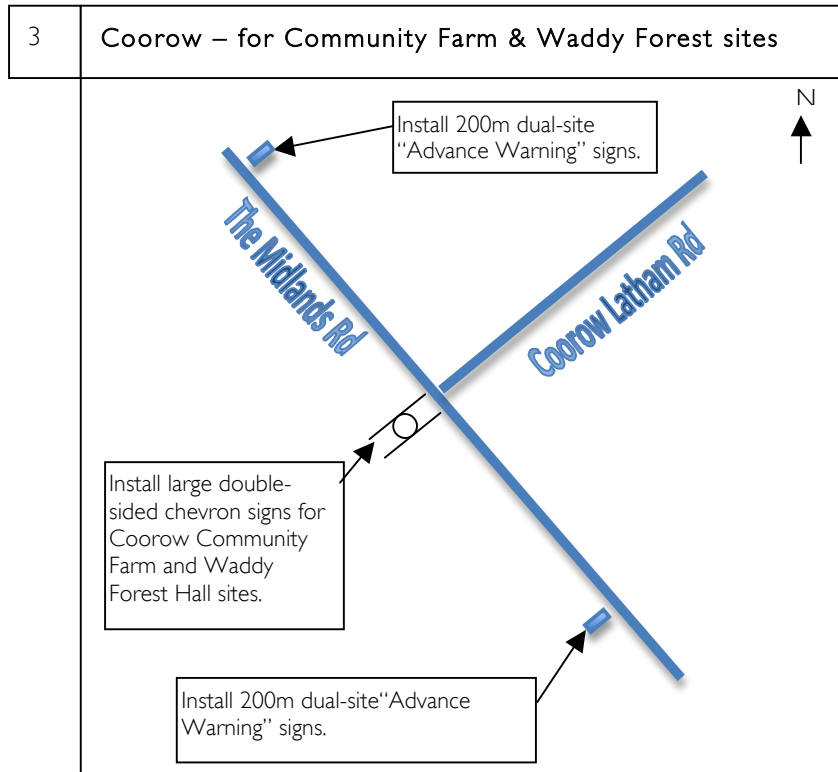 3
Coorow – for Community Farm & Waddy Forest sites
N
Install 200m dual-site
“Advance Warning” signs.
The Midlands Rd
Coorow Latham Rd
Install large double-
sided chevron signs for
Coorow Community
Farm and Waddy
Forest Hall sites.
Install 200m dual-site“Advance
Warning” signs.